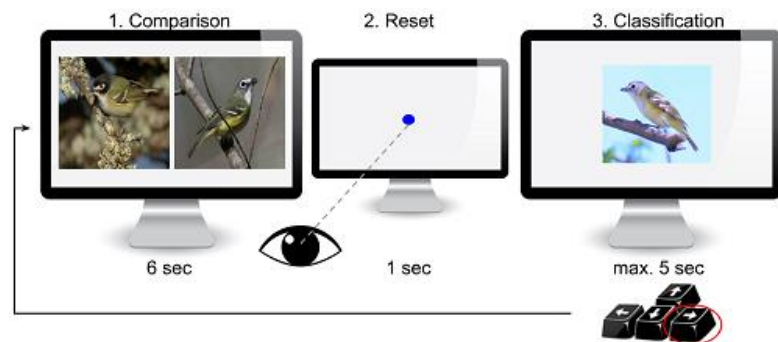 1. Comparison
2. Reset
3. Classification
6 sec
1 sec
max. 5 sec